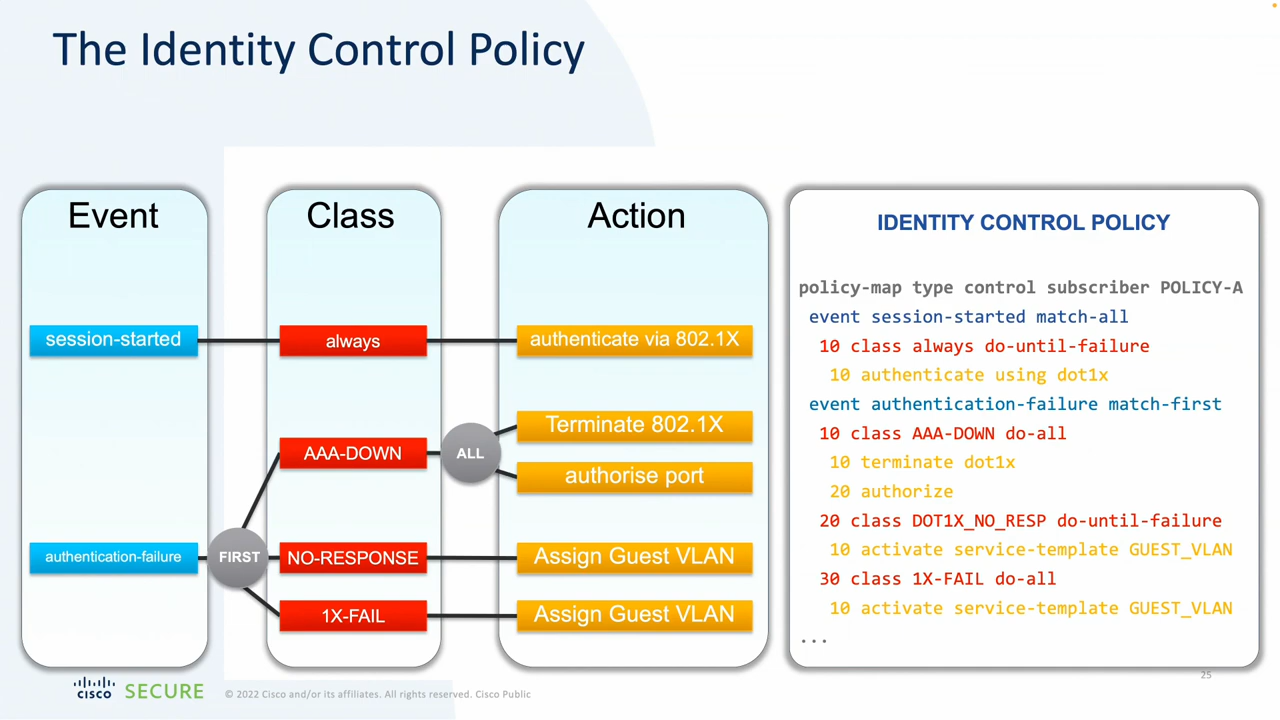 The Identity Control Policy
Event
session-started
authentication-failure
FIRST
Class
always
AAA-DOWN
NO-RESPONSE
1X-FAIL
ALL
Action
authenticate via 802.1X
Terminate 802.1X
authorise port
Assign Guest VLAN
Assign Guest VLAN
IDENTITY CONTROL POLICY
policy-map type control subscriber POLICY-A
event session-started match-all
10 class always do-until-failure
10 authenticate using dot1x
event authentication-failure match-first
10 class AAA-DOWN do-all
10 terminate dot1x
20 authorize
20 class DOT1X_NO_RESP do-until-failure
10 activate service-template GUEST_VLAN
30 class 1X-FAIL do-all
10 activate service-template GUEST_VLAN
...
25
cisco SECURE
© 2022 Cisco and/or its affiliates. All rights reserved. Cisco Public